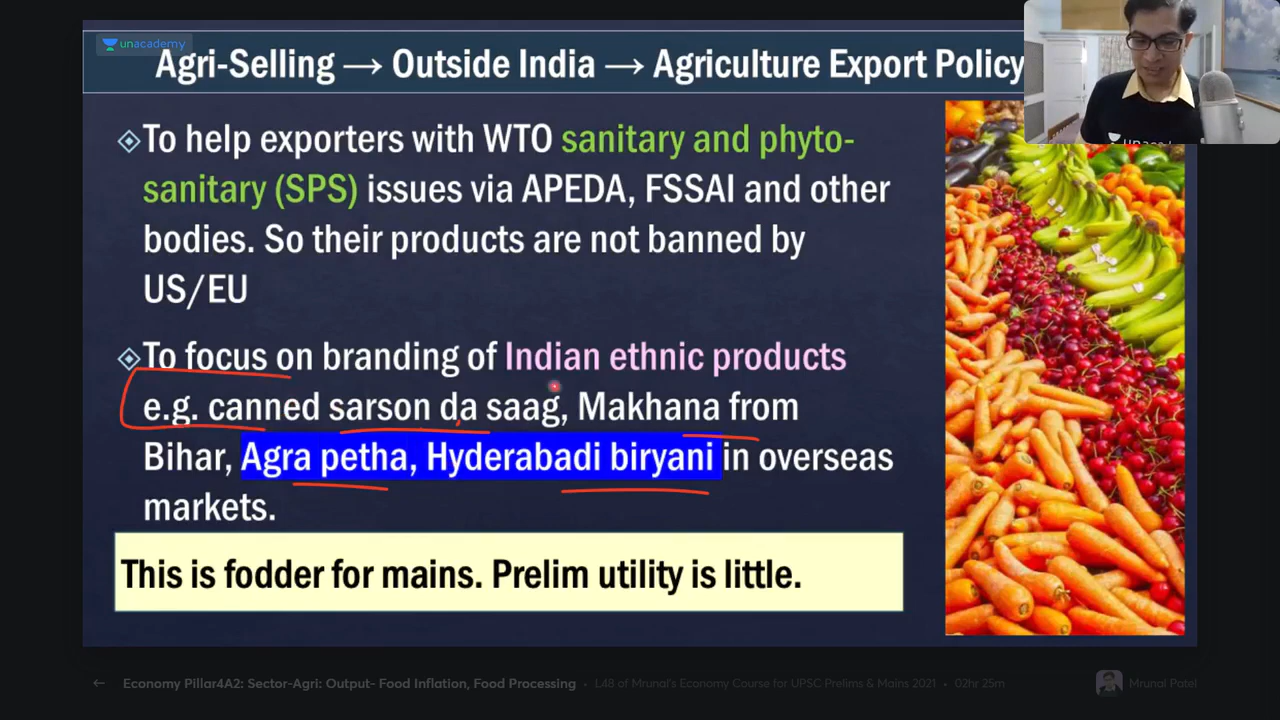 unacademy
Agri-Selling → Outside India → Agriculture Export Policy
To help exporters with WTO sanitary and phyto-
sanitary (SPS) issues via APEDA, FSSAI and other
bodies. So their products are not banned by
US/EU
To focus on branding of Indian ethnic products
e.g. canned sarson da saag, Makhana from
Bihar, Agra petha, Hyderabadi biryani in overseas
markets.
This is fodder for mains. Prelim utility is little.
← Economy Pillar4A2: Sector-Agri: Output- Food Inflation, Food Processing • L48 of Mrunal's Economy Course for UPSC Prelims & Mains 2021 • 02hr 25m
Mrunal Patel